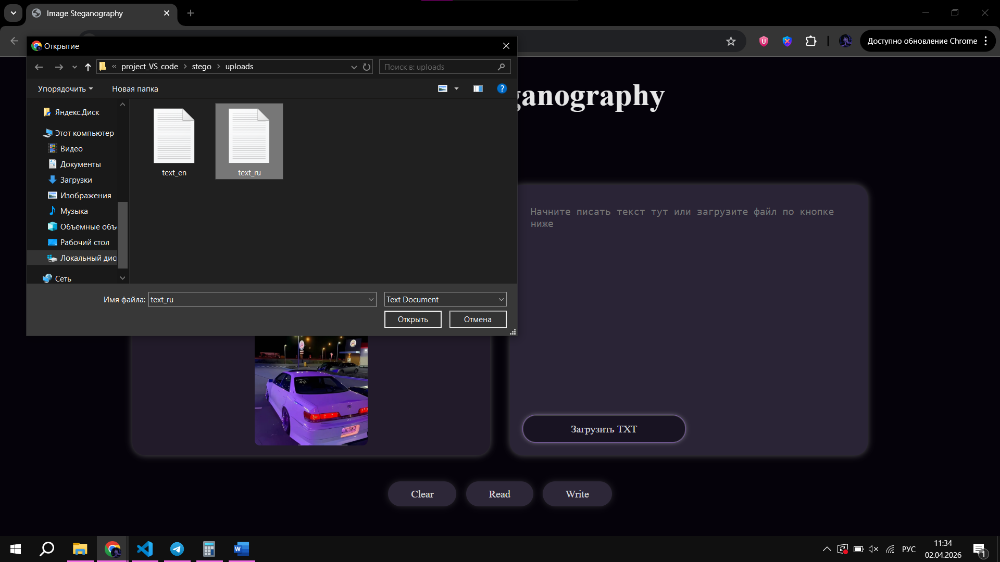 Image Steganography
Доступно обновление Chrome
Открытие
« project_VS_code > stego > uploads
Поиск в: uploads
Упорядочить
Новая папка
ganography
Яндекс.Диск
Этот компьютер
Видео
Документы
Загрузки
Изображения
Музыка
Объемные объ
Рабочий стол
Локальный дис
Сеть
text_en
text_ru
Имя файла: text_ru
Text Document
Открыть
Отмена
Начните писать текст тут или загрузите файл по кнопке
ниже
Загрузить TXT
Clear
Read
Write
РУС
11:34
02.04.2026
1